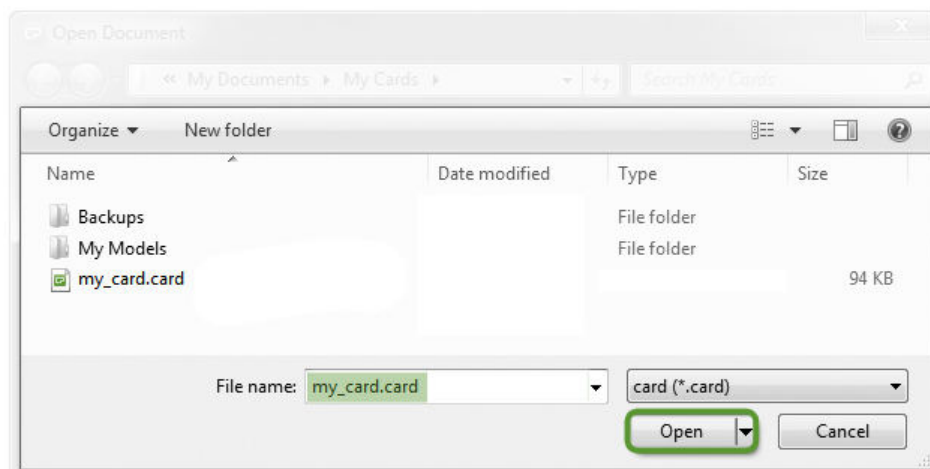 Open Document
« My Documents ▸ My Cards ▸ Search My Cards
Organize ▾ New folder
Name Date modified Type Size
Backups File folder
My Models File folder
my_card.card 94 KB
File name: my_card.card card (*.card)
Open Cancel